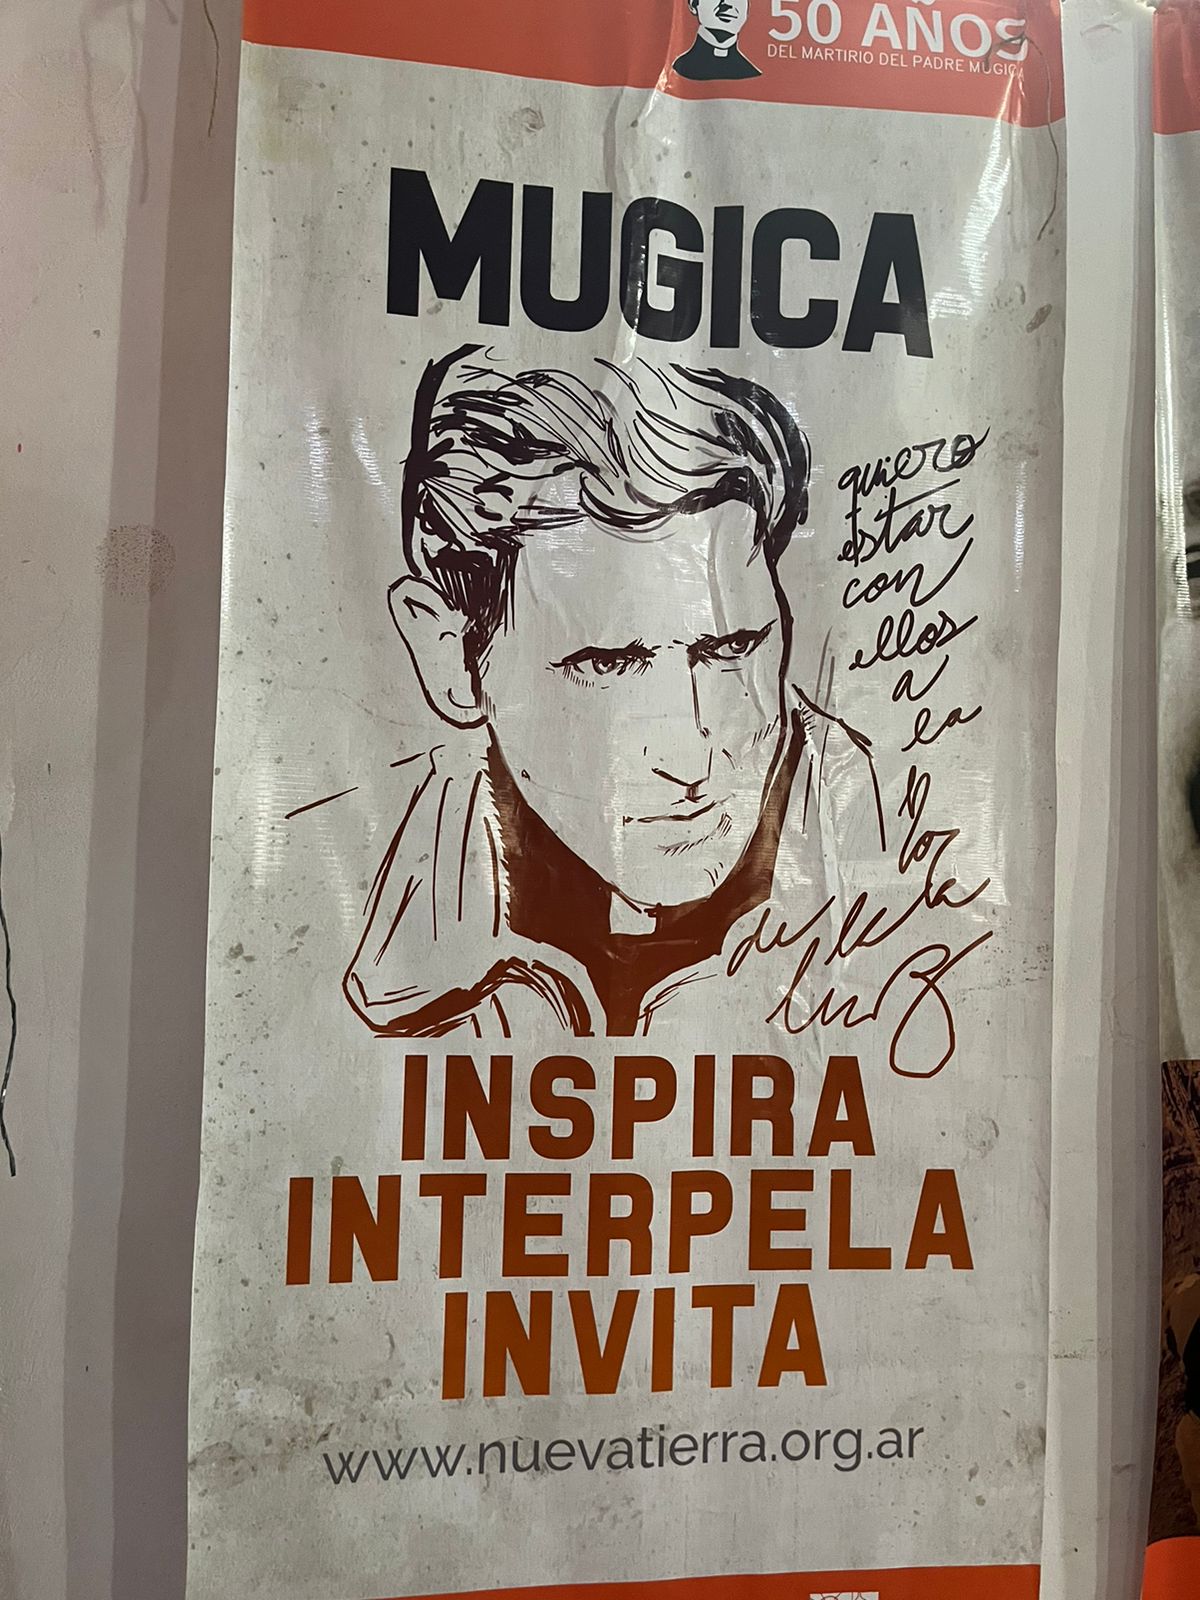 50 AÑOS
DEL MARTIRIO DEL PADRE MUGICA
MUGICA
quiero
estar
con
ellos
a
la
hora
de la
luz
INSPIRA
INTERPELA
INVITA
www.nuevatierra.org.ar